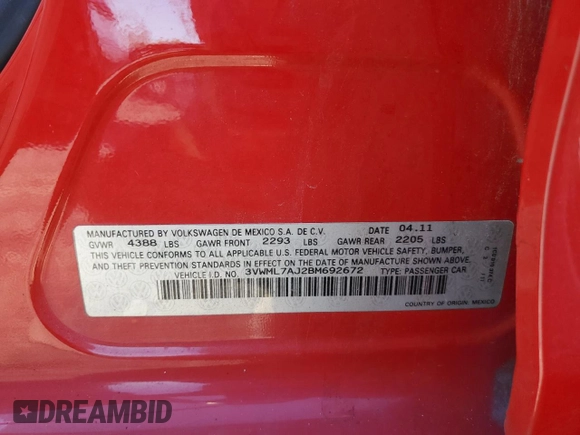 MANUFACTURED BY VOLKSWAGEN DE MEXICO S.A. DE C.V. DATE 04.11
GVWR 4388 LBS GAWR FRONT 2293 LBS GAWR REAR 2205 LBS
THIS VEHICLE CONFORMS TO ALL APPLICABLE U.S. FEDERAL MOTOR VEHICLE SAFETY, BUMPER,
AND THEFT PREVENTION STANDARDS IN EFFECT ON THE DATE OF MANUFACTURE SHOWN ABOVE.
VEHICLE I.D. NO. 3VWML7AJ2BM692672 TYPE: PASSENGER CAR
COUNTRY OF ORIGIN, MEXICO
DREAMBID